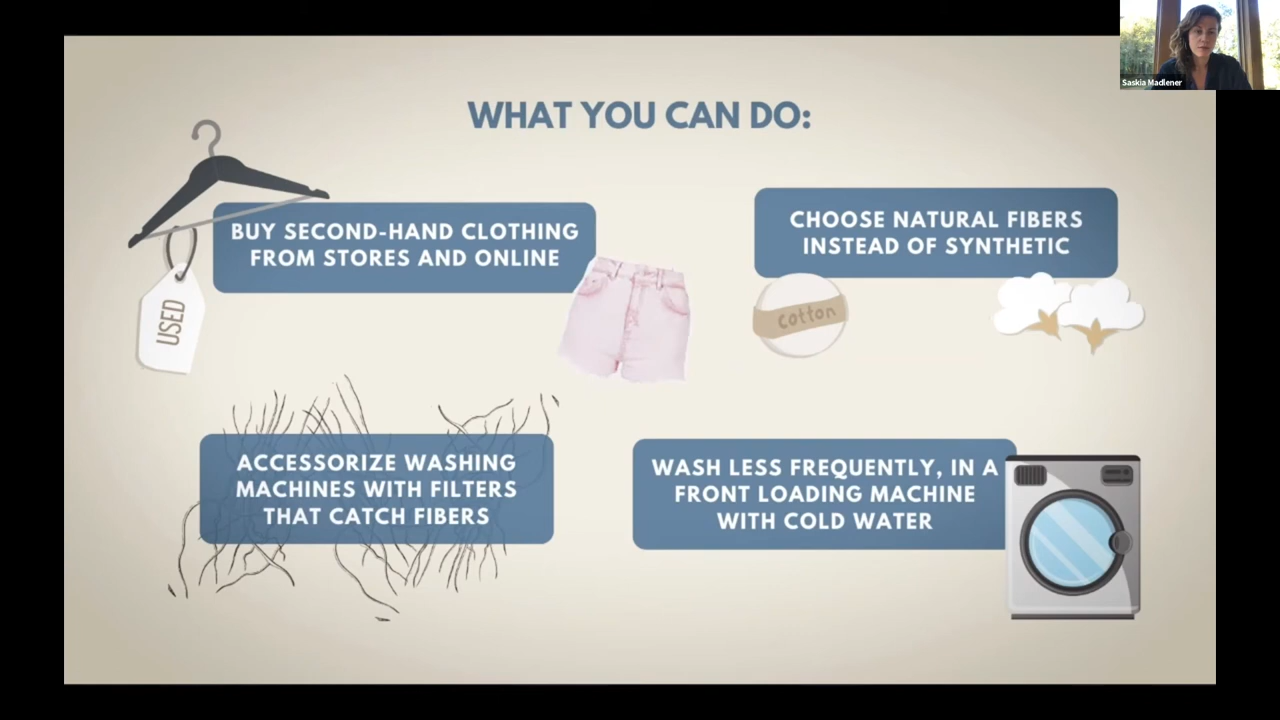 Saskia Madlener
WHAT YOU CAN DO:
BUY SECOND-HAND CLOTHING
FROM STORES AND ONLINE
USED
CHOOSE NATURAL FIBERS
INSTEAD OF SYNTHETIC
cotton
ACCESSORIZE WASHING
MACHINES WITH FILTERS
THAT CATCH FIBERS
WASH LESS FREQUENTLY, IN A
FRONT LOADING MACHINE
WITH COLD WATER